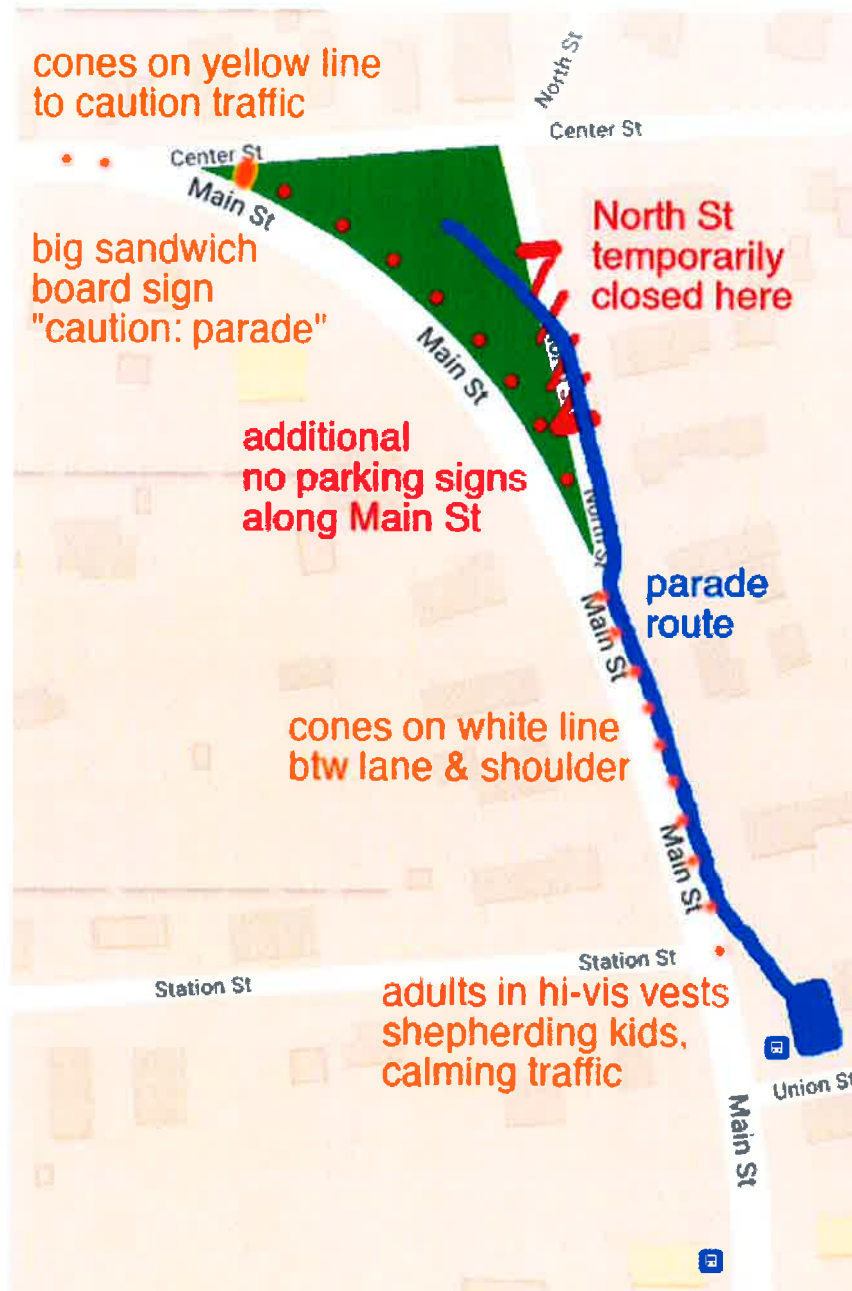 cones on yellow line
to caution traffic
North St
Center St
Center St
Main St
big sandwich
board sign
"caution: parade"
North St
temporarily
closed here
Main St
additional
no parking signs
along Main St
North St
parade
route
Main St
cones on white line
btw lane & shoulder
Main St
Station St
Station St
adults in hi-vis vests
shepherding kids,
calming traffic
Union St
Main St